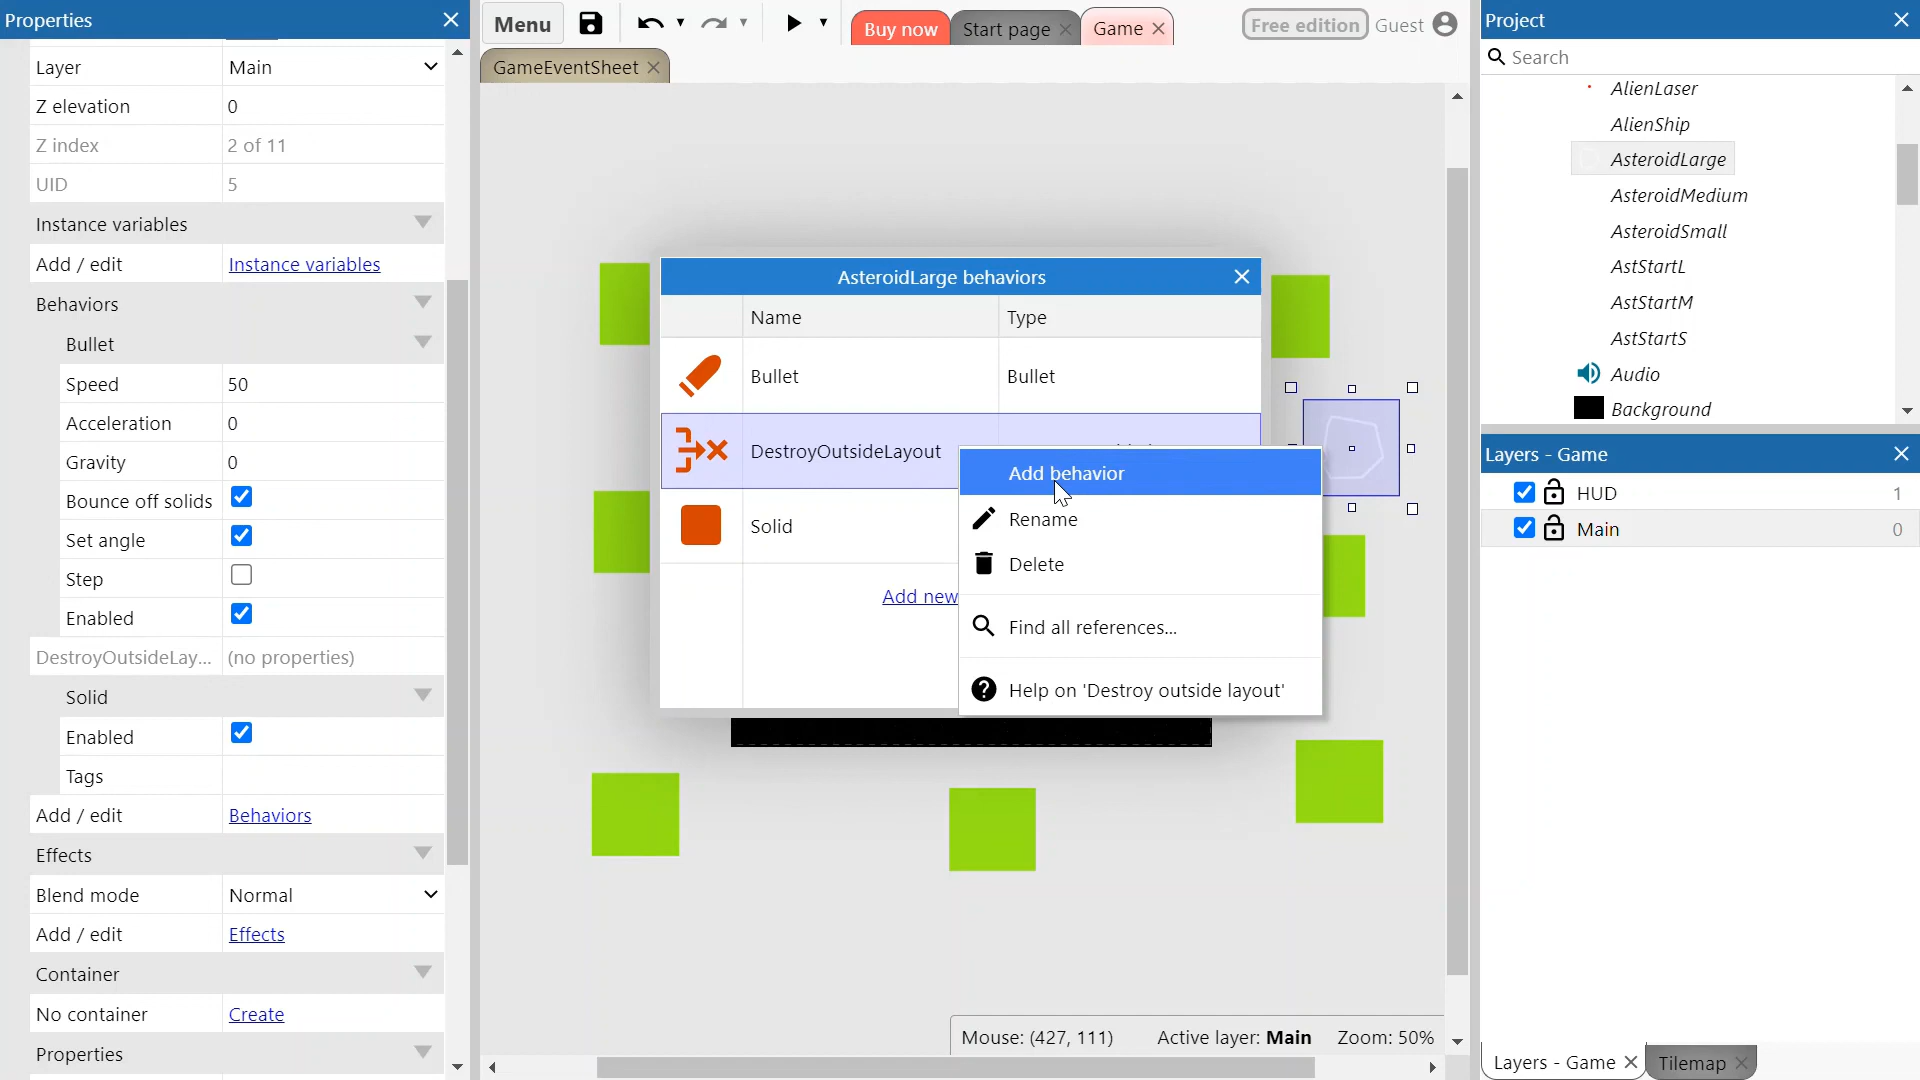 Properties
Layer
Main
Z elevation
0
Z index
2 of 11
UID
5
Instance variables
Add / edit
Instance variables
Behaviors
Bullet
Speed
50
Acceleration
0
Gravity
0
Bounce off solids
Set angle
Step
Enabled
DestroyOutsideLay...
(no properties)
Solid
Enabled
Tags
Add / edit
Behaviors
Effects
Blend mode
Normal
Add / edit
Effects
Container
No container
Create
Properties
Menu
Buy now
Start page
Game
Free edition
Guest
GameEventSheet
AsteroidLarge behaviors
Name
Type
Bullet
Bullet
DestroyOutsideLayout
Solid
Add new
Add behavior
Rename
Delete
Find all references...
Help on 'Destroy outside layout'
Mouse: (427, 111)
Active layer: Main
Zoom: 50%
Project
Search
AlienLaser
AlienShip
AsteroidLarge
AsteroidMedium
AsteroidSmall
AstStartL
AstStartM
AstStartS
Audio
Background
Layers - Game
HUD
1
Main
0
Layers - Game
Tilemap